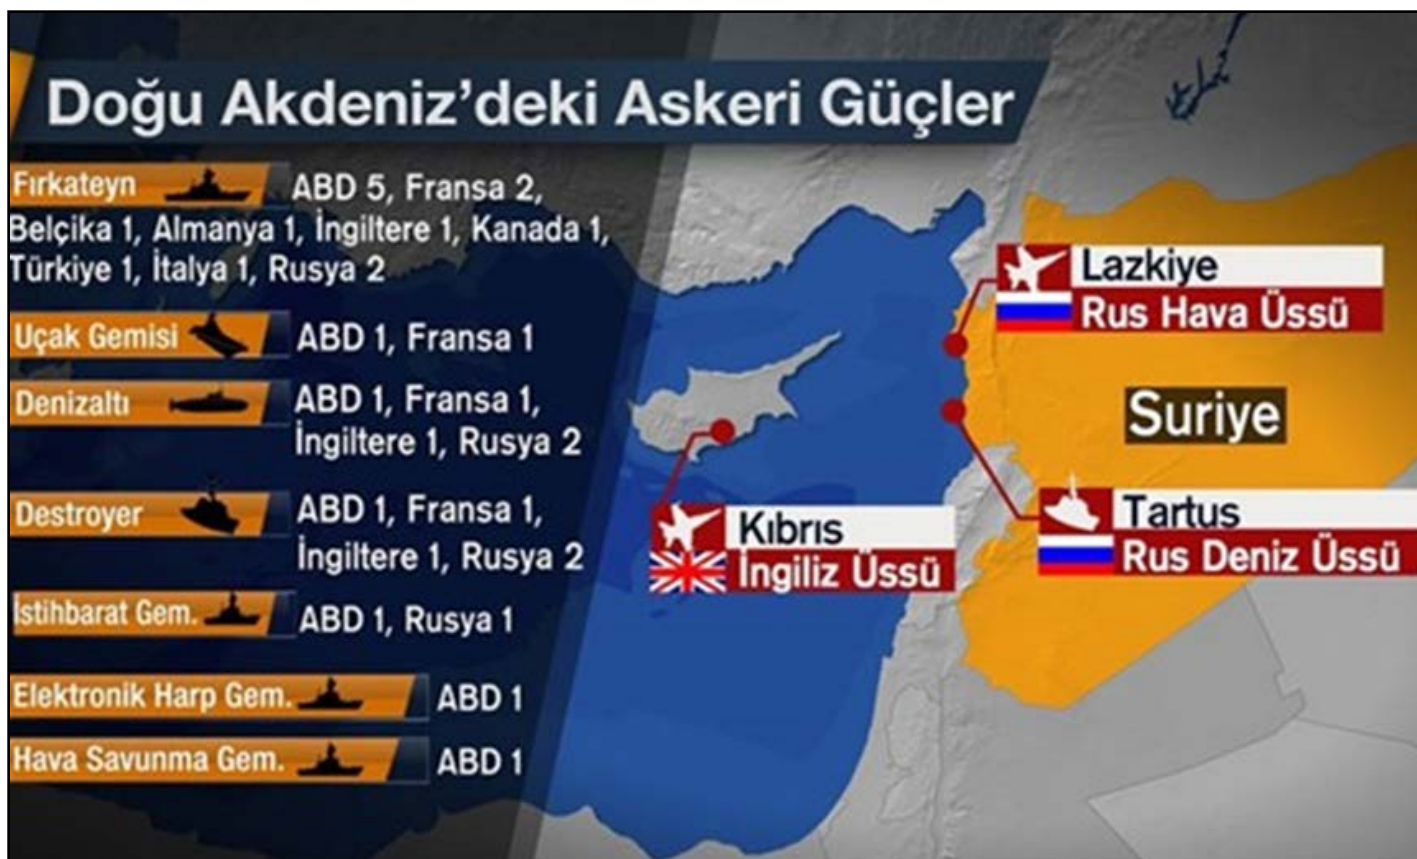 Doğu Akdeniz’deki Askeri Güçler
Fırkateyn
ABD 5, Fransa 2,
Belçika 1, Almanya 1, İngiltere 1, Kanada 1,
Türkiye 1, İtalya 1, Rusya 2
Uçak Gemisi
ABD 1, Fransa 1
Denizaltı
ABD 1, Fransa 1,
İngiltere 1, Rusya 2
Destroyer
ABD 1, Fransa 1,
İngiltere 1, Rusya 2
İstihbarat Gem.
ABD 1, Rusya 1
Elektronik Harp Gem.
ABD 1
Hava Savunma Gem.
ABD 1
Lazkiye
Rus Hava Üssü
Suriye
Tartus
Rus Deniz Üssü
Kıbrıs
İngiliz Üssü